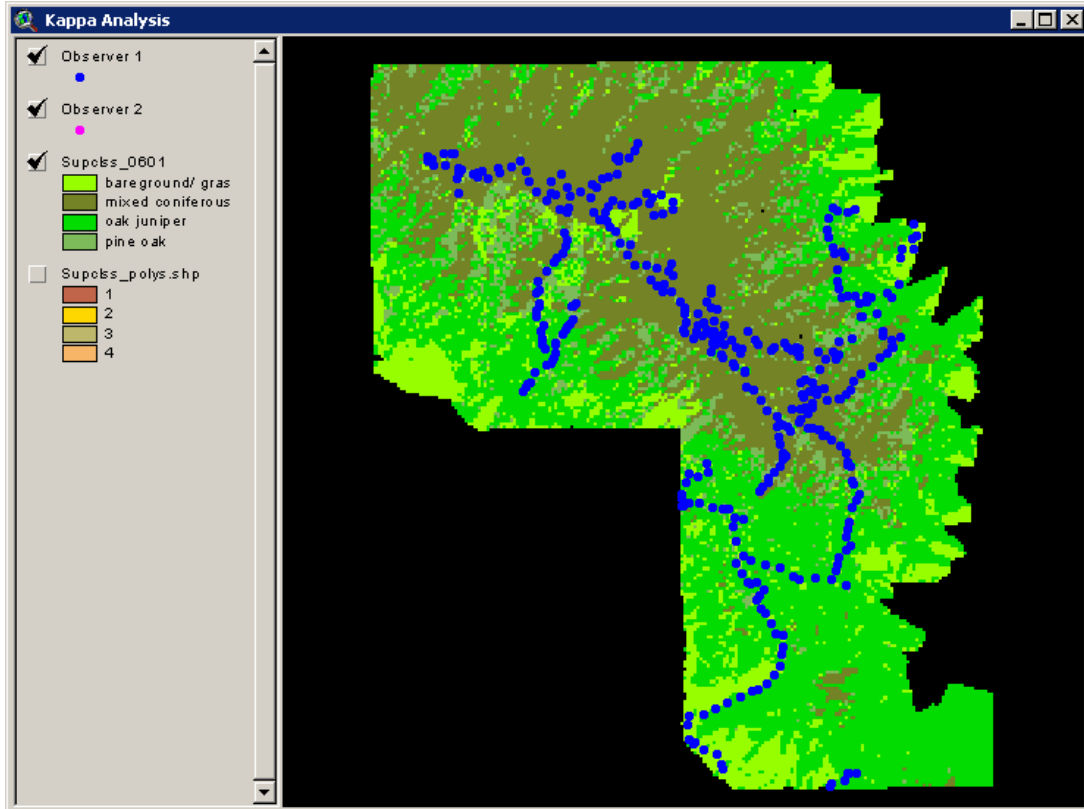 Kappa Analysis
Observer 1
Observer 2
Supclss_0601
bareground/ gras
mixed coniferous
oak juniper
pine oak
Supclss_polys.shp
1
2
3
4